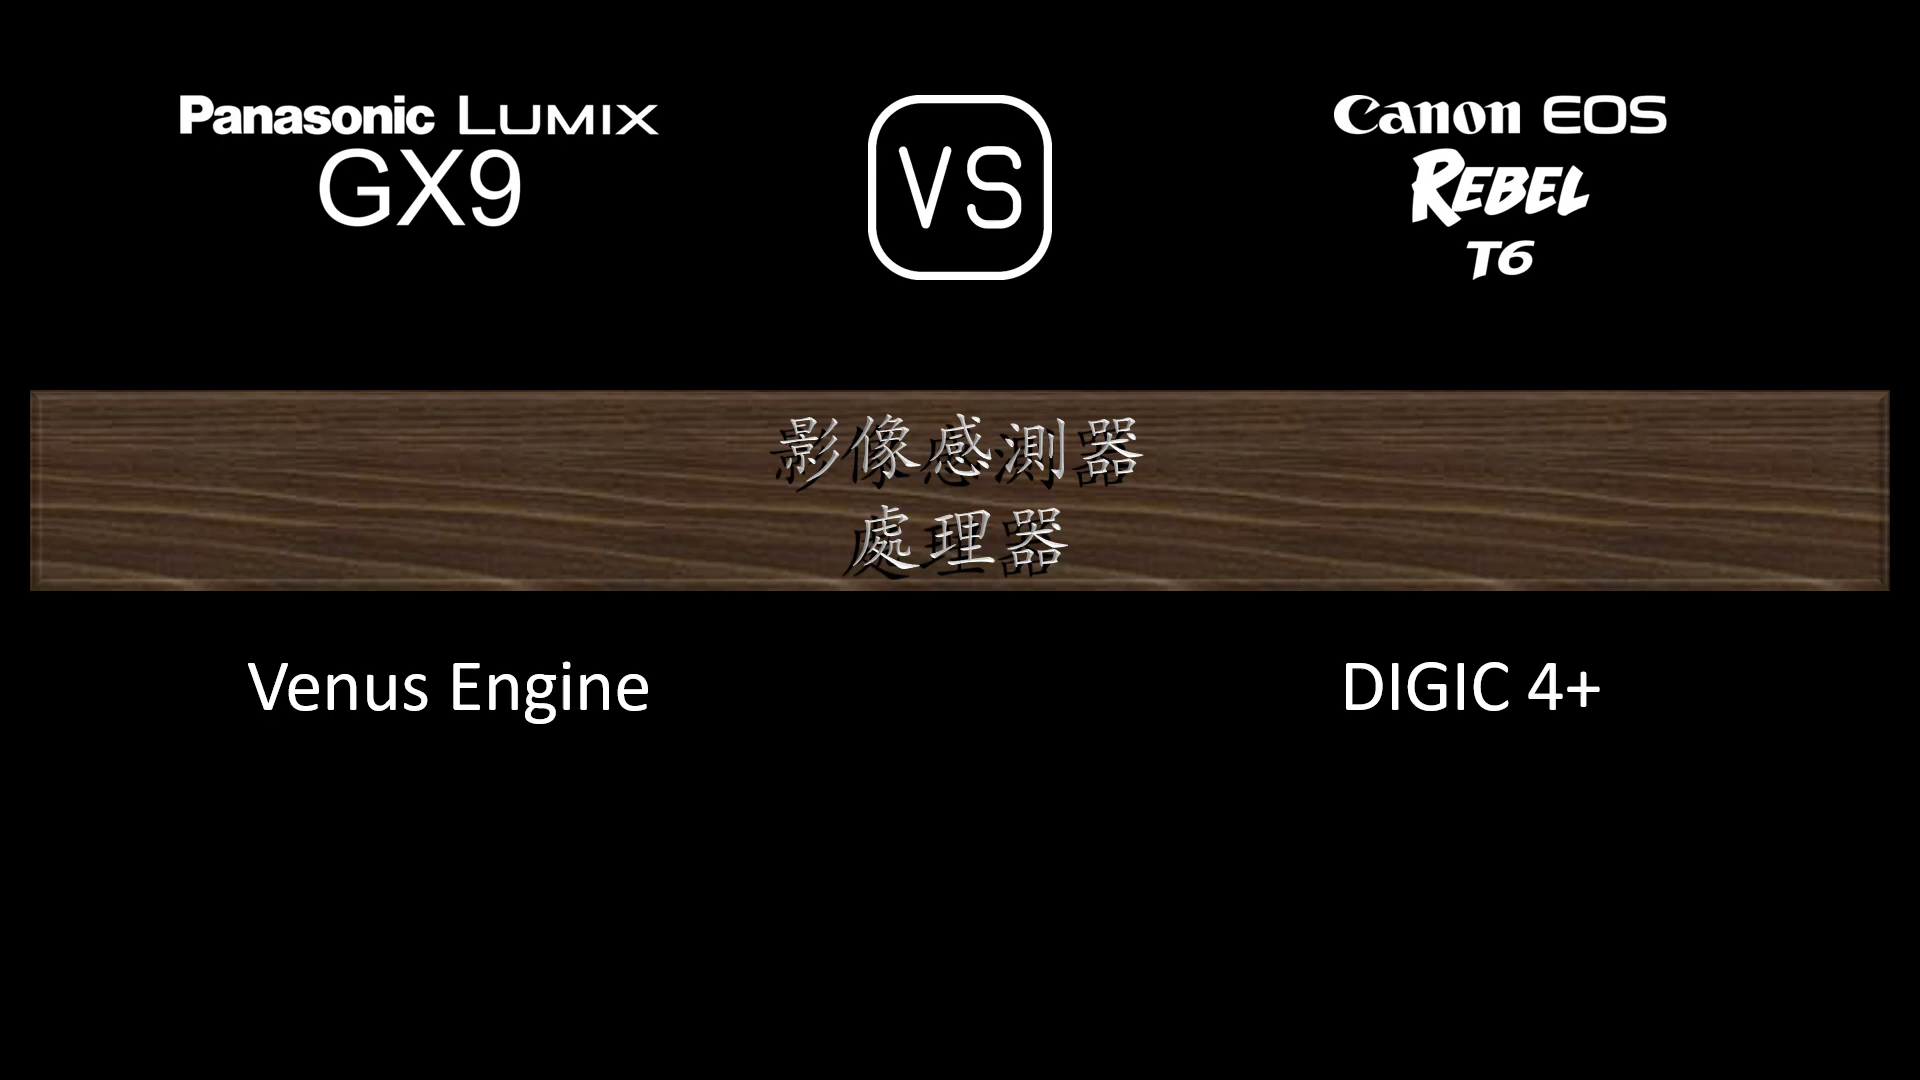 Panasonic LUMIX
GX9
VS
Canon EOS
REBEL
T6
影像感測器
處理器
Venus Engine
DIGIC 4+